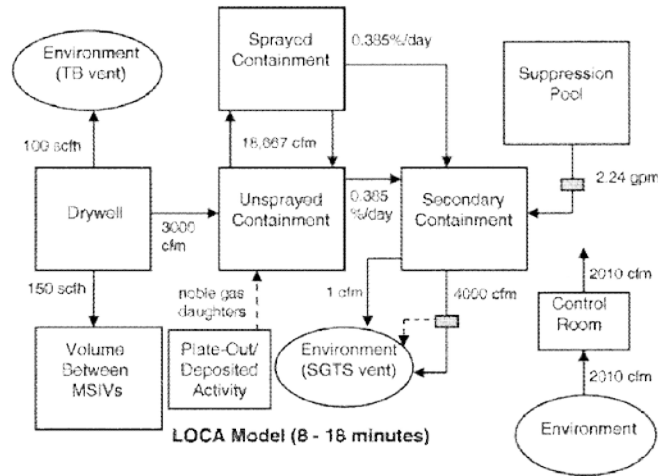 Environment
(TB vent)
Sprayed
Containment
0.385%/day
Suppression
Pool
100 scfh
18,667 cfm
2.24 gpm
Drywell
3000
cfm
Unsprayed
Containment
0.385
%/day
Secondary
Containment
150 scfh
noble gas
daughters
1 cfm
4000 cfm
2010 cfm
Control
Room
Volume
Between
MSIVs
Plate-Out/
Deposited
Activity
Environment
(SGTS vent)
2010 cfm
Environment
LOCA Model (8 - 18 minutes)